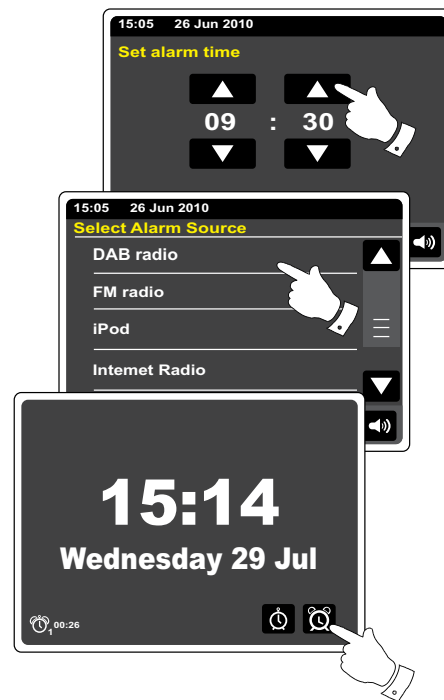 15:05 26 Jun 2010
Set alarm time
09 : 30
15:05 26 Jun 2010
Select Alarm Source
DAB radio
FM radio
iPod
Intemet Radio
15:14
Wednesday 29 Jul
1 00:26